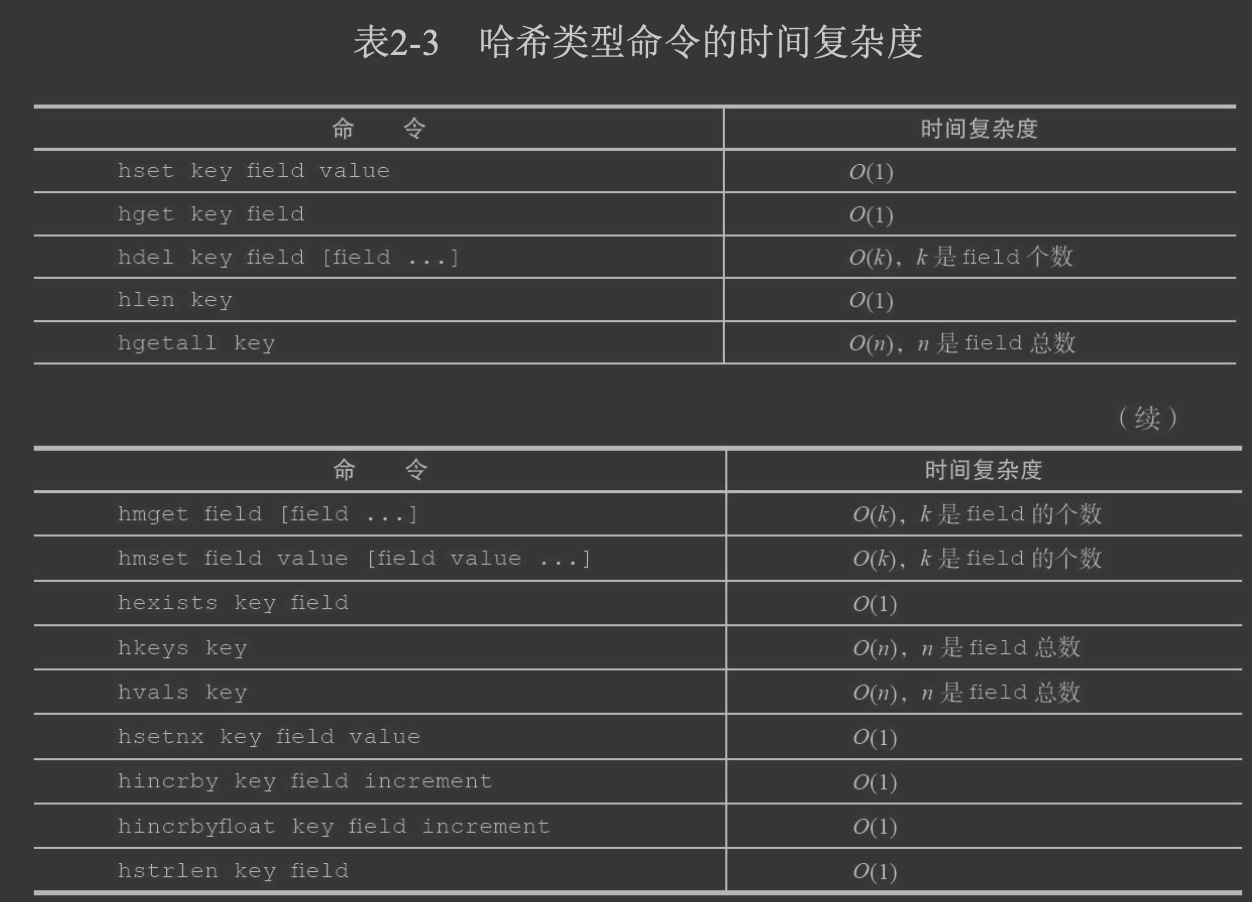 表2-3 哈希类型命令的时间复杂度
命 令 时间复杂度
hset key field value O(1)
hget key field O(1)
hdel key field [field ...] O(k)，k 是 field 个数
hlen key O(1)
hgetall key O(n)，n 是 field 总数
（续）
命 令 时间复杂度
hmget field [field ...] O(k)，k 是 field 的个数
hmset field value [field value ...] O(k)，k 是 field 的个数
hexists key field O(1)
hkeys key O(n)，n 是 field 总数
hvals key O(n)，n 是 field 总数
hsetnx key field value O(1)
hincrby key field increment O(1)
hincrbyfloat key field increment O(1)
hstrlen key field O(1)